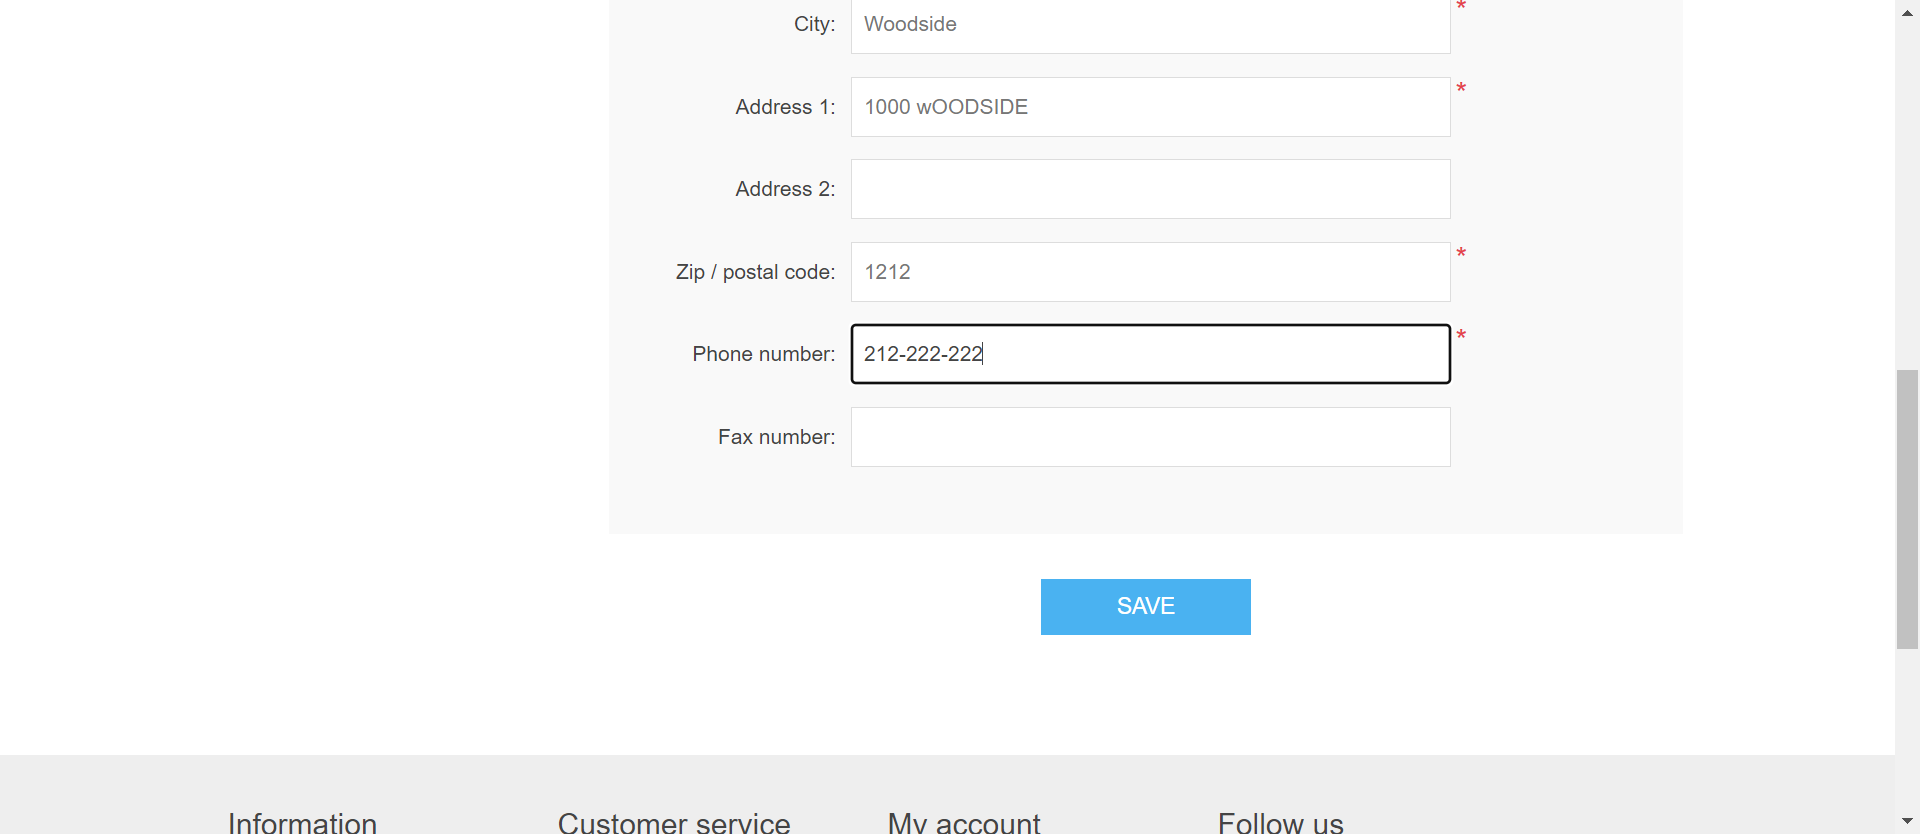 City: Woodside *
Address 1: 1000 wOODSIDE *
Address 2:
Zip / postal code: 1212 *
Phone number: 212-222-222 *
Fax number:
SAVE
Information Customer service My account Follow us